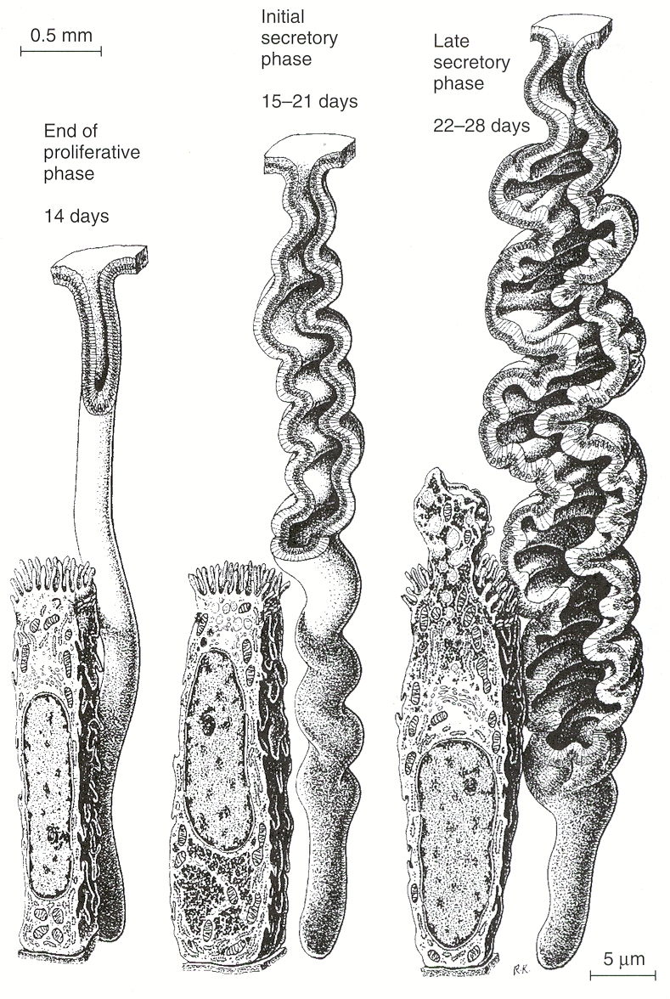 0.5 mm
End of
proliferative
phase
14 days
Initial
secretory
phase
15–21 days
Late
secretory
phase
22–28 days
R.K.
5 μm